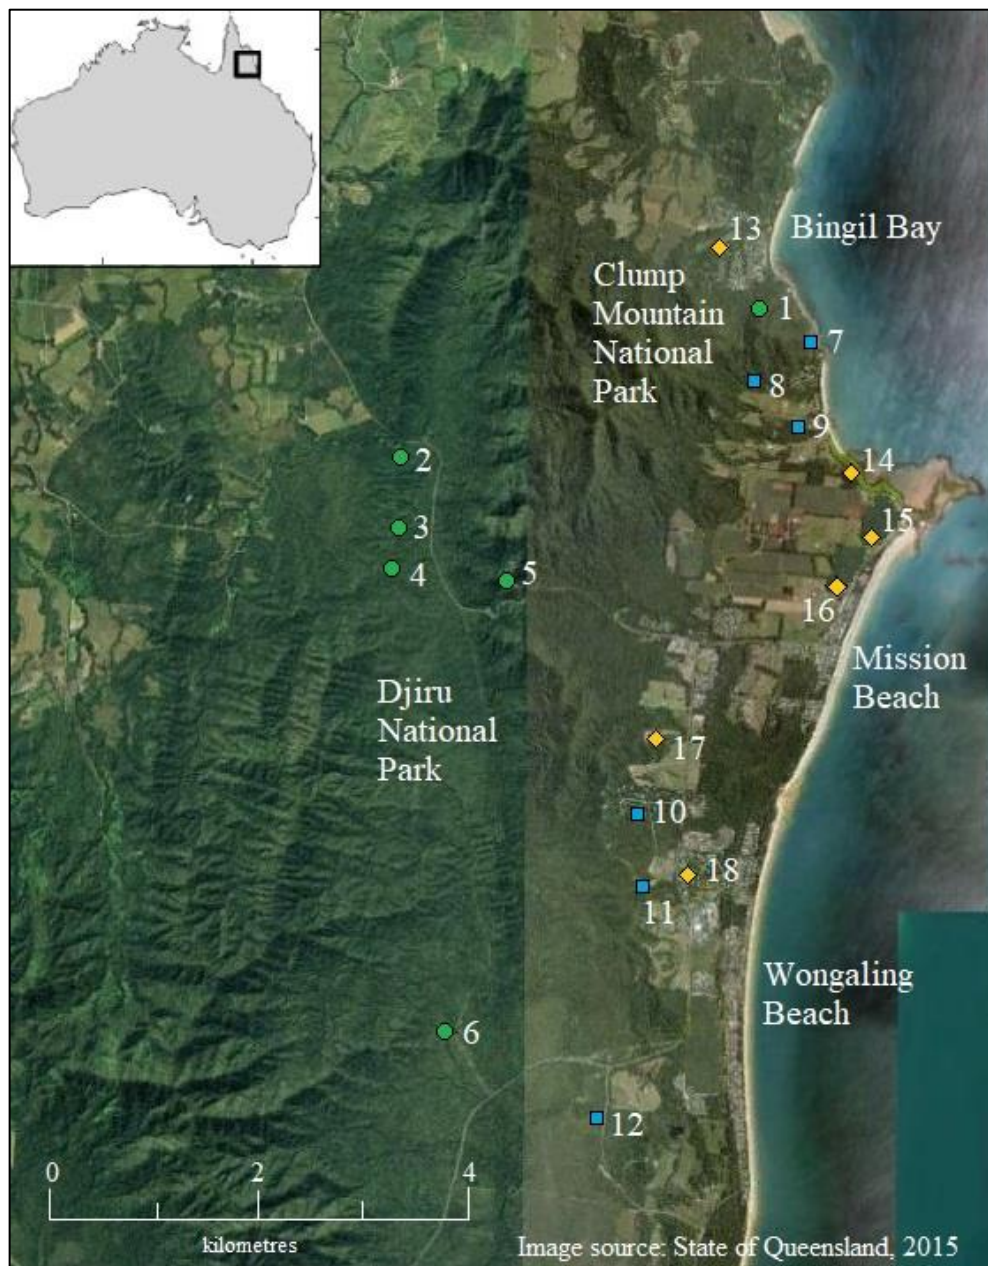 13
Bingil Bay
Clump
Mountain
National
Park
1
7
8
9
2
14
3
15
4
5
16
Mission
Beach
Djiru
National
Park
17
10
18
11
Wongaling
Beach
6
12
0 2 4
kilometres
Image source: State of Queensland, 2015